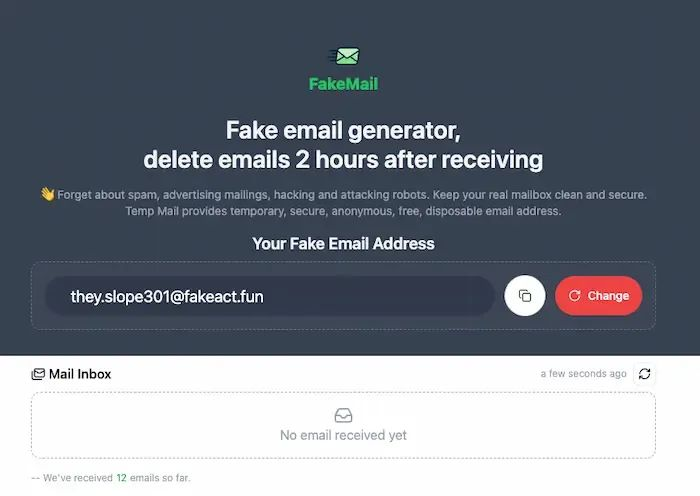 FakeMail
Fake email generator,
delete emails 2 hours after receiving
👋 Forget about spam, advertising mailings, hacking and attacking robots. Keep your real mailbox clean and secure.
Temp Mail provides temporary, secure, anonymous, free, disposable email address.
Your Fake Email Address
they.slope301@fakeact.fun
Change
Mail Inbox
a few seconds ago
No email received yet
-- We've received 12 emails so far.